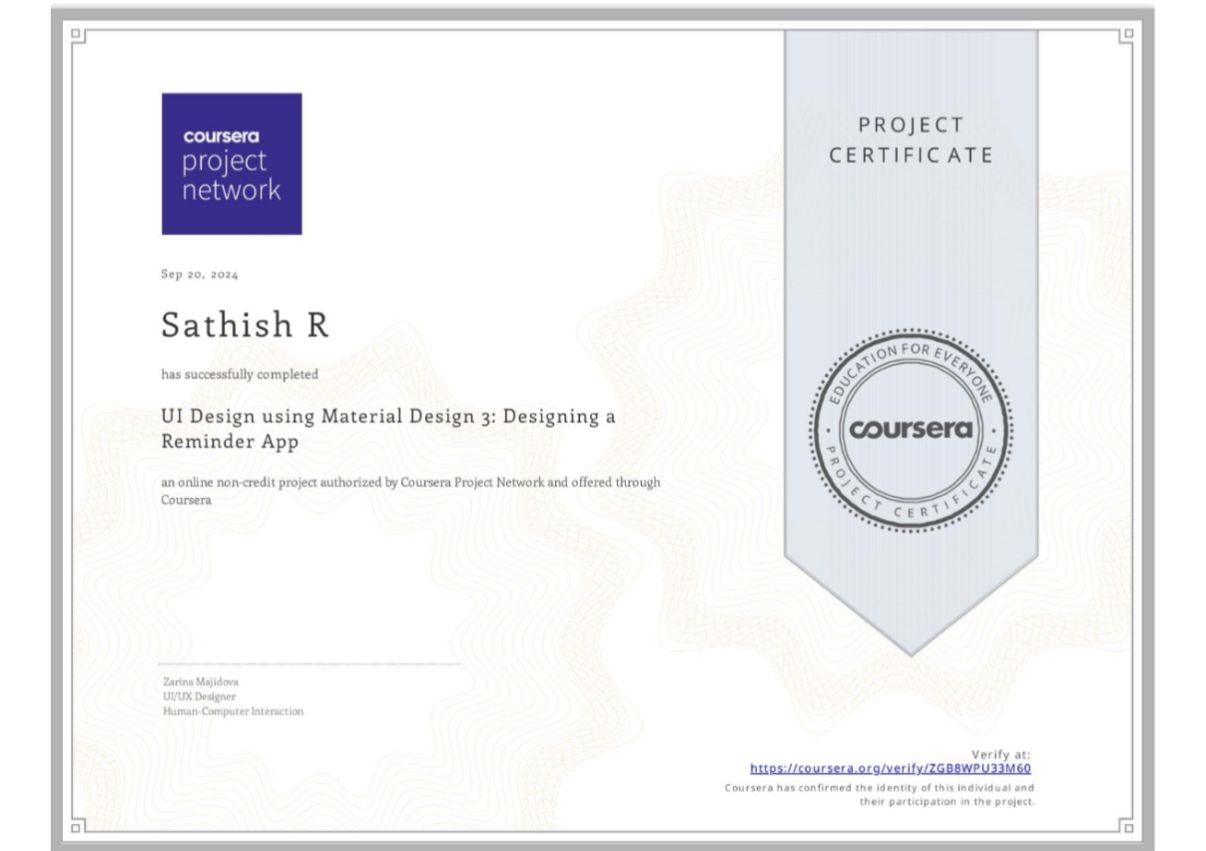 coursera
project
network
PROJECT
CERTIFICATE
Sep 20, 2024
Sathish R
has successfully completed
UI Design using Material Design 3: Designing a
Reminder App
an online non-credit project authorized by Coursera Project Network and offered through
Coursera
EDUCATION FOR EVERYONE
coursera
PROJECT CERTIFICATE
Zarina Majidova
UI/UX Designer
Human-Computer Interaction
Verify at:
https://coursera.org/verify/ZGB8WPU33M60
Coursera has confirmed the identity of this individual and
their participation in the project.